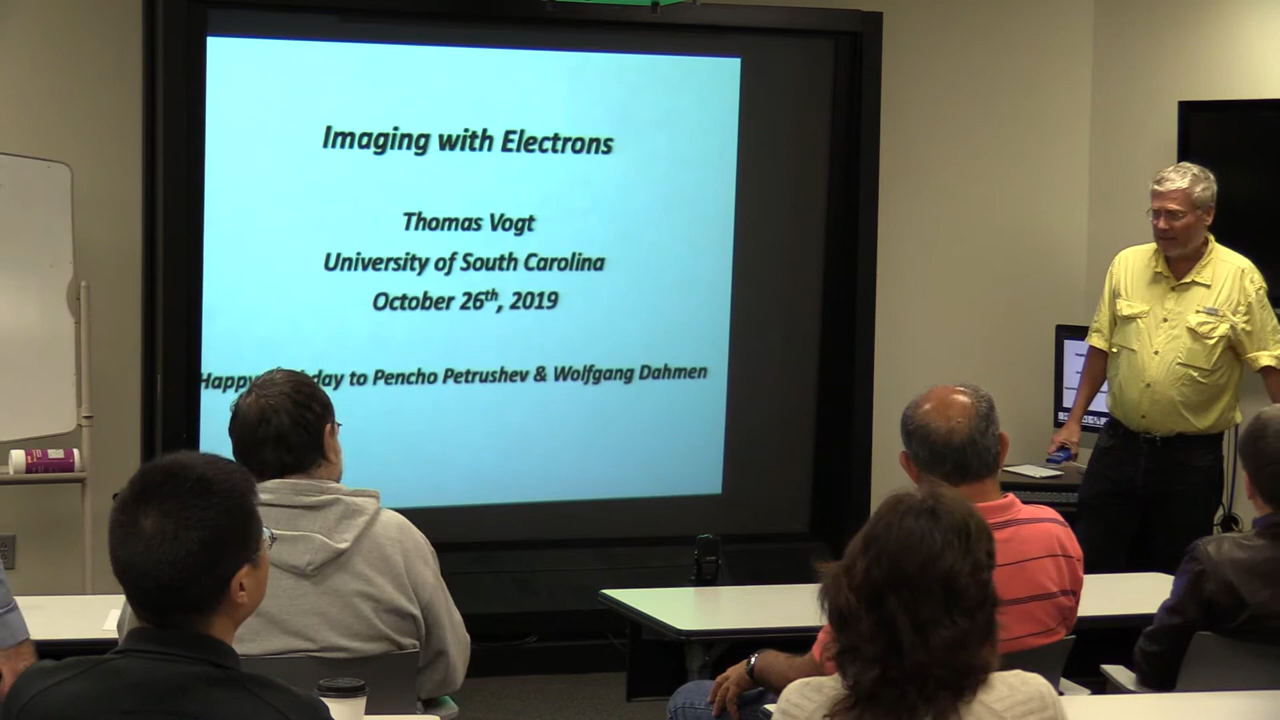 Imaging with Electrons
Thomas Vogt
University of South Carolina
October 26th, 2019
Happy day to Pencho Petrushev & Wolfgang Dahmen